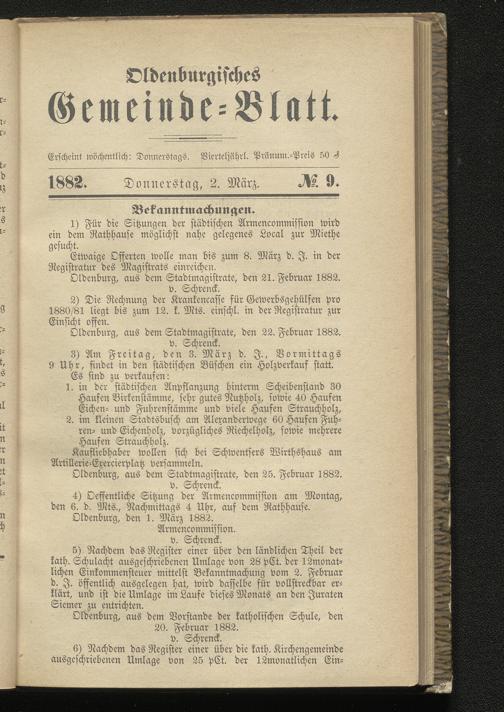 Oldenburgisches
Gemeinde-Blatt.
Erscheint wöchentlich: Donnerstags. Vierteljährl. Pränum.-Preis 50 ₰
1882. Donnerstag, 2. März. № 9.
Bekanntmachungen.
1) Für die Sitzungen der städtischen Armencommission wird
ein dem Rathhause möglichst nahe gelegenes Local zur Miethe
gesucht.
Etwaige Offerten wolle man bis zum 8. März d. J. in der
Registratur des Magistrats einreichen.
Oldenburg, aus dem Stadtmagistrate, den 21. Februar 1882.
v. Schrenck.
2) Die Rechnung der Krankencasse für Gewerbsgehülfen pro
1880/81 liegt bis zum 12. k. Mts. einschl. in der Registratur zur
Einsicht offen.
Oldenburg, aus dem Stadtmagistrate, den 22. Februar 1882.
v. Schrenck.
3) Am Freitag, den 3. März d. J., Vormittags
9 Uhr, findet in den städtischen Büschen ein Holzverkauf statt.
Es sind zu verkaufen:
1. in der städtischen Anpflanzung hinterm Scheibenstand 30
Haufen Birkenstämme, sehr gutes Nutzholz, sowie 40 Haufen
Eichen- und Fuhrenstämme und viele Haufen Strauchholz,
2. im kleinen Stadtbusch am Alexanderwege 60 Haufen Fuh-
ren- und Eichenholz, vorzügliches Riechelholz, sowie mehrere
Haufen Strauchholz.
Kaufliebhaber wollen sich bei Schwentfers Wirthshaus am
Artillerie-Exercierplatz versammeln.
Oldenburg, aus dem Stadtmagistrate, den 25. Februar 1882.
v. Schrenck.
4) Oeffentliche Sitzung der Armencommission am Montag,
den 6. d. Mts., Nachmittags 4 Uhr, auf dem Rathhause.
Oldenburg, den 1. März 1882.
Armencommission.
v. Schrenck.
5) Nachdem das Register einer über den ländlichen Theil der
kath. Schulacht ausgeschlagenen Umlage von 28 pCt. der 12monat-
lichen Einkommensteuer mittelst Bekanntmachung vom 2. Februar
d. J. öffentlich ausgelegen hat, wird dasselbe für vollstreckbar er-
klärt, und ist die Umlage im Laufe dieses Monats an den Juraten
Siemer zu entrichten.
Oldenburg, aus dem Vorstande der katholischen Schule, den
20. Februar 1882.
v. Schrenck.
6) Nachdem das Register einer über die kath. Kirchengemeinde
ausgeschriebenen Umlage von 25 pCt. der 12monatlichen Ein-